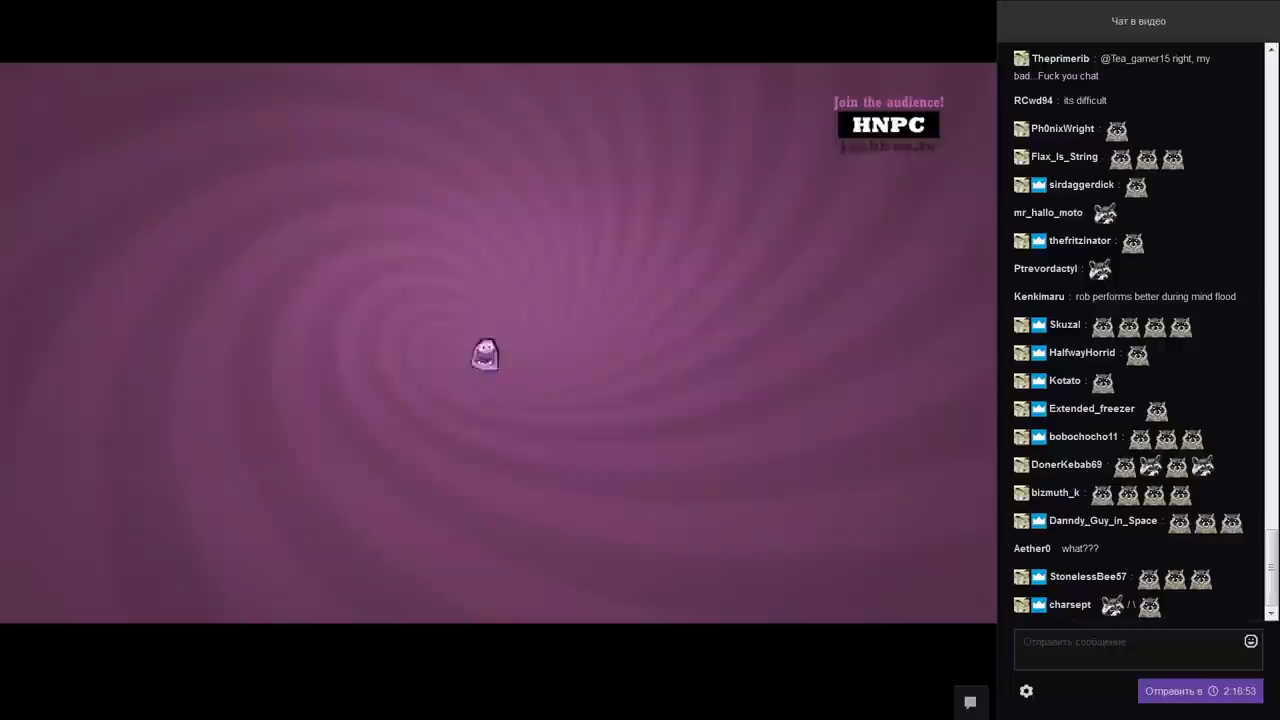 Чат в видео
Join the audience!
HNPC
jackbox.tv
Theprimerib : @Tea_gamer15 right, my
bad...Fuck you chat
RCwd94 : its difficult
Ph0nixWright :
Flax_Is_String :
sirdaggerdick :
mr_hallo_moto
thefritzinator :
Ptrevordactyl :
Kenkimaru : rob performs better during mind flood
Skuzal :
HalfwayHorrid :
Kotato :
Extended_freezer
bobochocho11 :
DonerKebab69 :
bizmuth_k :
Danndy_Guy_in_Space :
Aether0 what???
StonelessBee57 :
charsept / \
Отправить сообщение
Отправить в 2:16:53